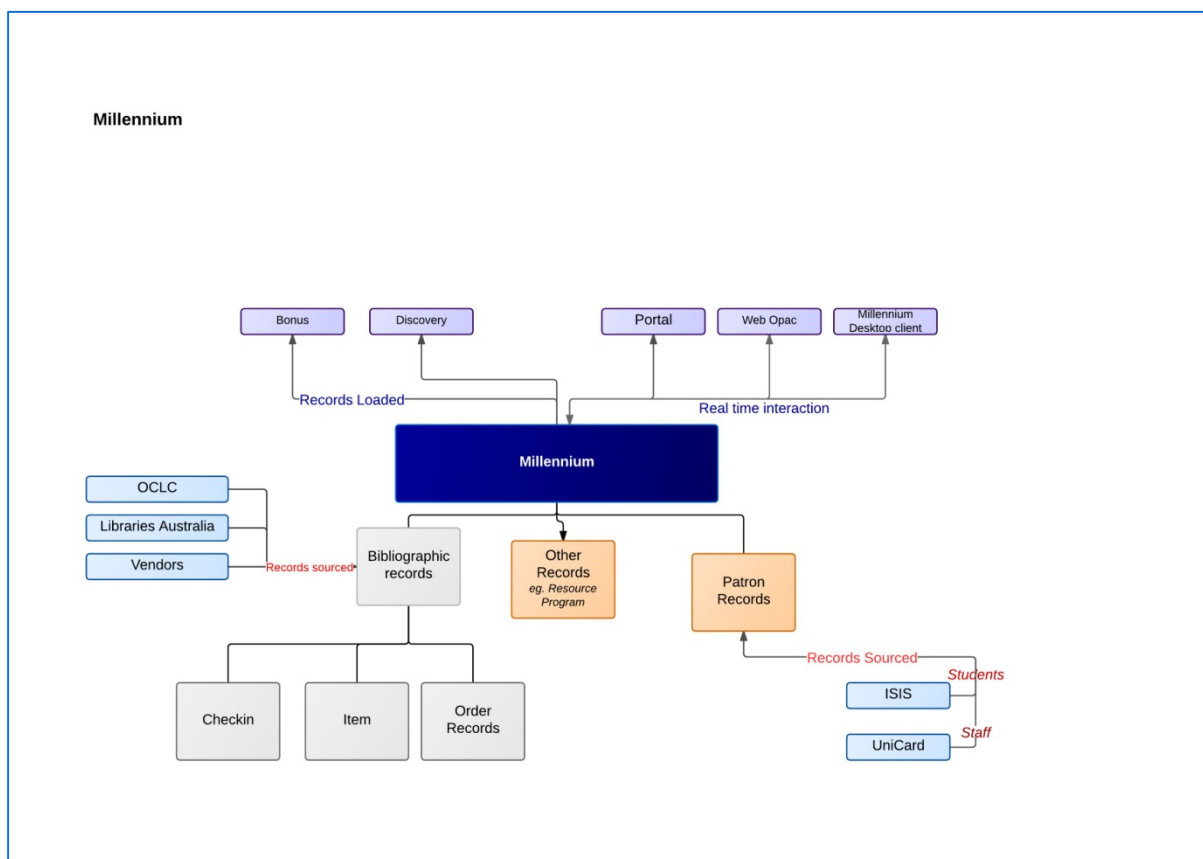 Millennium
Bonus
Discovery
Portal
Web Opac
Millennium
Desktop client
Records Loaded
Real time interaction
Millennium
OCLC
Libraries Australia
Vendors
Records sourced
Bibliographic
records
Other
Records
eg. Resource
Program
Patron
Records
Records Sourced
Students
ISIS
Staff
UniCard
Checkin
Item
Order
Records